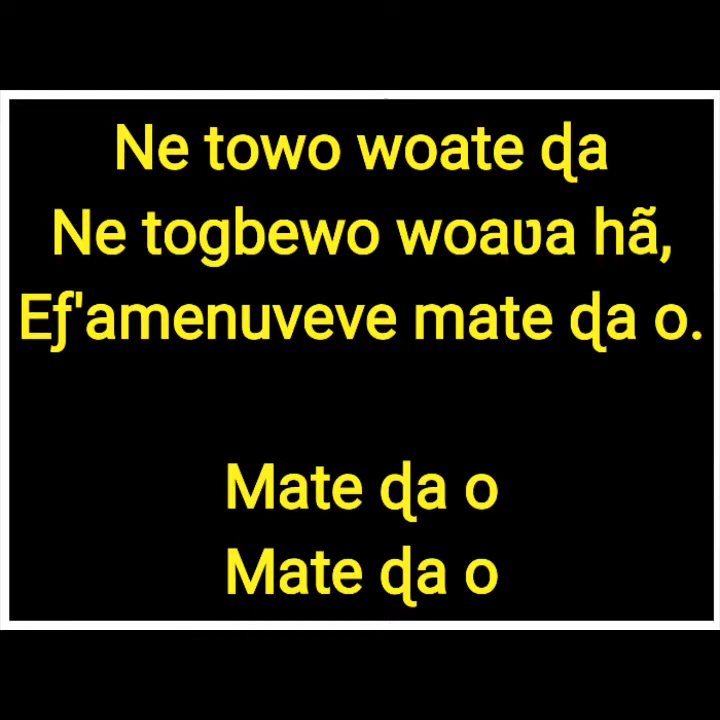 Ne towo woate ɖa
Ne togbewo woaʋa hã,
Eƒ'amenuveve mate ɖa o.
Mate ɖa o
Mate ɖa o